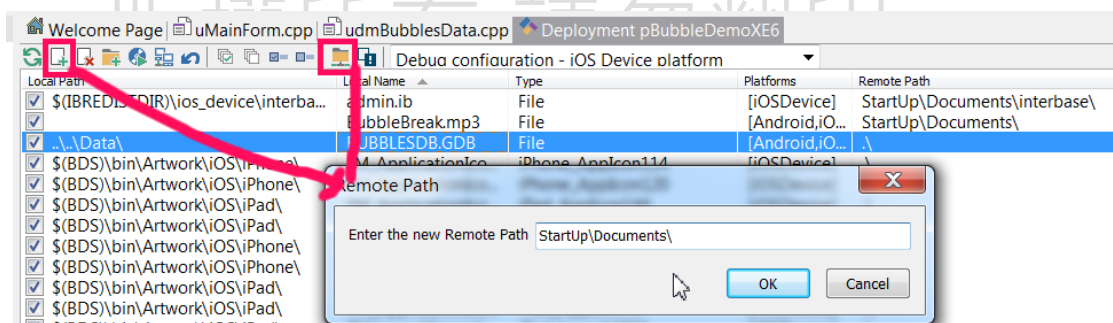 Welcome Page uMainForm.cpp udmBubblesData.cpp Deployment pBubbleDemoXE6
Debug configuration - iOS Device platform
Local Path Local Name Type Platforms Remote Path
$(IBREDISTDIR)\ios_device\interba... admin.ib File [iOSDevice] StartUp\Documents\interbase\
BubbleBreak.mp3 File [Android,iO... StartUp\Documents\
..\..\Data\ BUBBLESDB.GDB File [Android,iO... .\
$(BDS)\bin\Artwork\iOS\iPhone\ iPhone_AppIcon114 [iOSDevice] .\
$(BDS)\bin\Artwork\iOS\iPhone\
$(BDS)\bin\Artwork\iOS\iPad\
$(BDS)\bin\Artwork\iOS\iPad\
$(BDS)\bin\Artwork\iOS\iPhone\
$(BDS)\bin\Artwork\iOS\iPhone\
$(BDS)\bin\Artwork\iOS\iPad\
$(BDS)\bin\Artwork\iOS\iPad\
Remote Path
Enter the new Remote Path StartUp\Documents\
OK Cancel